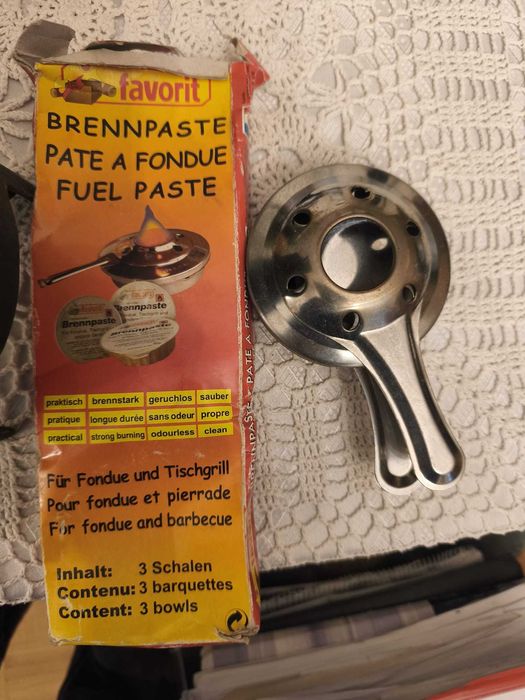 favorit
BRENNPASTE
PATE A FONDUE
FUEL PASTE
Brennpaste
Brennpaste
Brennpaste
praktisch brennstark geruchlos sauber
pratique longue durée sans odeur propre
practical strong burning odourless clean
Für Fondue und Tischgrill
Pour fondue et pierrade
For fondue and barbecue
Inhalt: 3 Schalen
Contenu: 3 barquettes
Content: 3 bowls